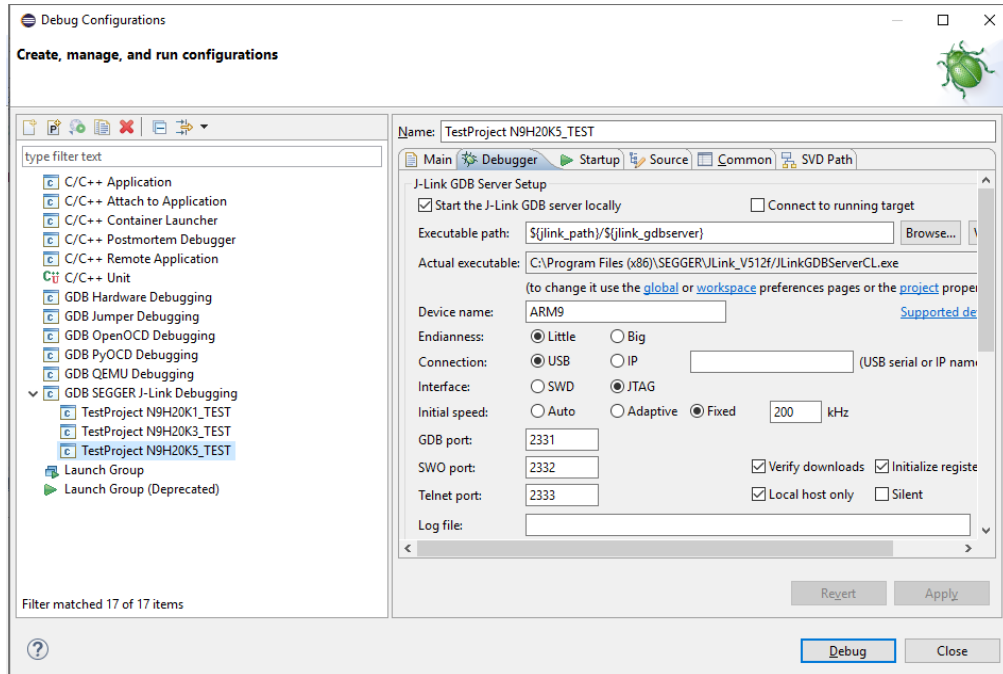 Debug Configurations
Create, manage, and run configurations
type filter text
C/C++ Application
C/C++ Attach to Application
C/C++ Container Launcher
C/C++ Postmortem Debugger
C/C++ Remote Application
C/C++ Unit
GDB Hardware Debugging
GDB Jumper Debugging
GDB OpenOCD Debugging
GDB PyOCD Debugging
GDB QEMU Debugging
GDB SEGGER J-Link Debugging
TestProject N9H20K1_TEST
TestProject N9H20K3_TEST
TestProject N9H20K5_TEST
Launch Group
Launch Group (Deprecated)
Filter matched 17 of 17 items
Name: TestProject N9H20K5_TEST
Main Debugger Startup Source Common SVD Path
J-Link GDB Server Setup
Start the J-Link GDB server locally Connect to running target
Executable path: ${jlink_path}/${jlink_gdbserver} Browse...
Actual executable: C:\Program Files (x86)\SEGGER\JLink_V512f/JLinkGDBServerCL.exe
(to change it use the global or workspace preferences pages or the project proper
Device name: ARM9 Supported de
Endianness: Little Big
Connection: USB IP (USB serial or IP name
Interface: SWD JTAG
Initial speed: Auto Adaptive Fixed 200 kHz
GDB port: 2331
SWO port: 2332 Verify downloads Initialize registe
Telnet port: 2333 Local host only Silent
Log file:
Revert Apply
Debug Close